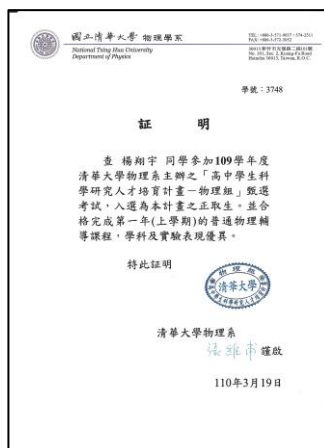 國立清華大學 物理學系
National Tsing Hua University
Department of Physics
學號：3748
証 明
查 楊翔宇 同學參加109學年度
清華大學物理系主辦之「高中學生科
學研究人才培育計畫－物理組」甄選
考試，入選為本計畫之正取生。並合
格完成第一年(上學期)的普通物理輔
導課程，學科及實驗表現優異。
特此証明
物理組
清華大學
清華大學物理系
張維甫 謹啟
110年3月19日